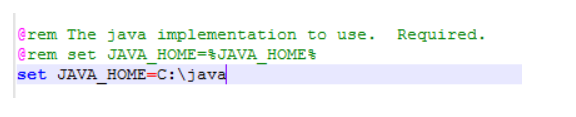 @rem The java implementation to use.  Required.
@rem set JAVA_HOME=%JAVA_HOME%
set JAVA_HOME=C:\java